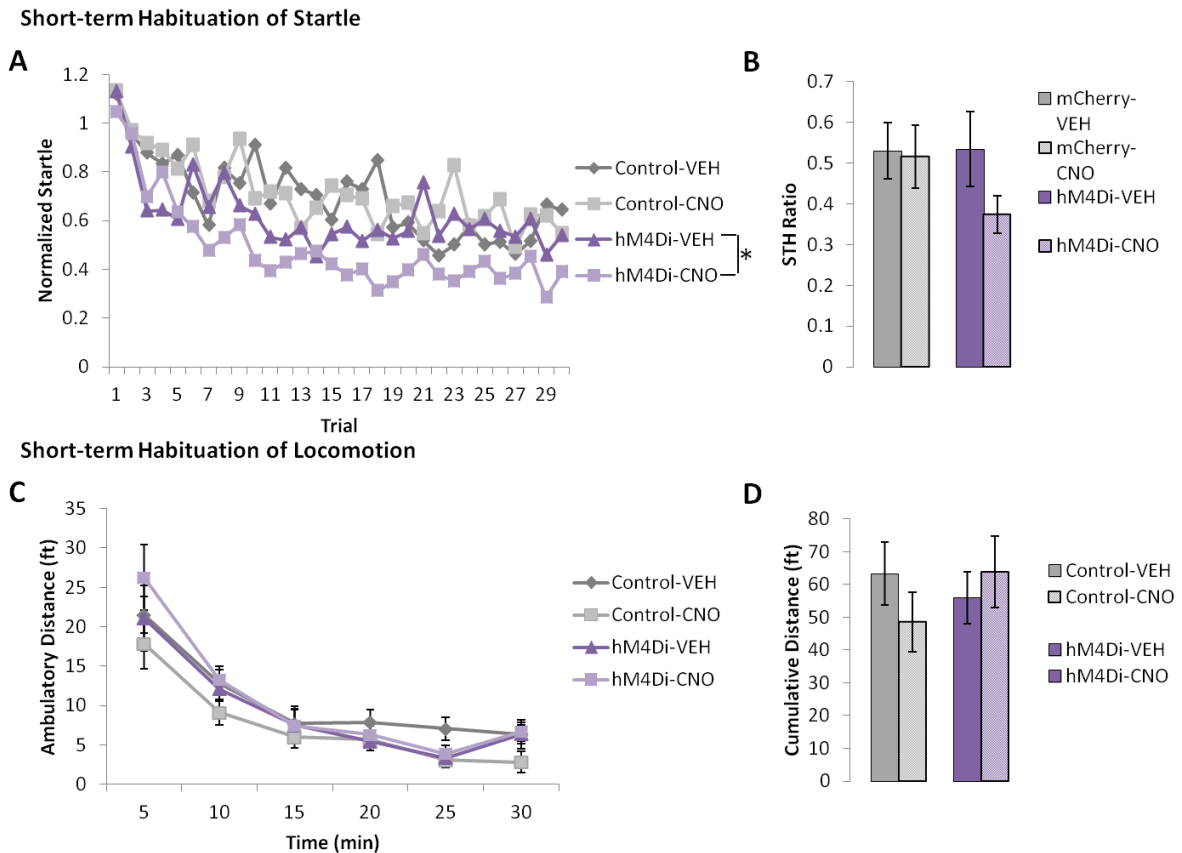 Short-term Habituation of Startle
A
Normalized Startle
1.2
1
0.8
0.6
0.4
0.2
0
1 3 5 7 9 11 13 15 17 19 21 23 25 27 29
Trial
Control-VEH
Control-CNO
hM4Di-VEH
hM4Di-CNO
*
B
STH Ratio
0.7
0.6
0.5
0.4
0.3
0.2
0.1
0
mCherry-
VEH
mCherry-
CNO
hM4Di-VEH
hM4Di-CNO
Short-term Habituation of Locomotion
C
Ambulatory Distance (ft)
35
30
25
20
15
10
5
0
5 10 15 20 25 30
Time (min)
Control-VEH
Control-CNO
hM4Di-VEH
hM4Di-CNO
D
Cumulative Distance (ft)
80
70
60
50
40
30
20
10
0
Control-VEH
Control-CNO
hM4Di-VEH
hM4Di-CNO